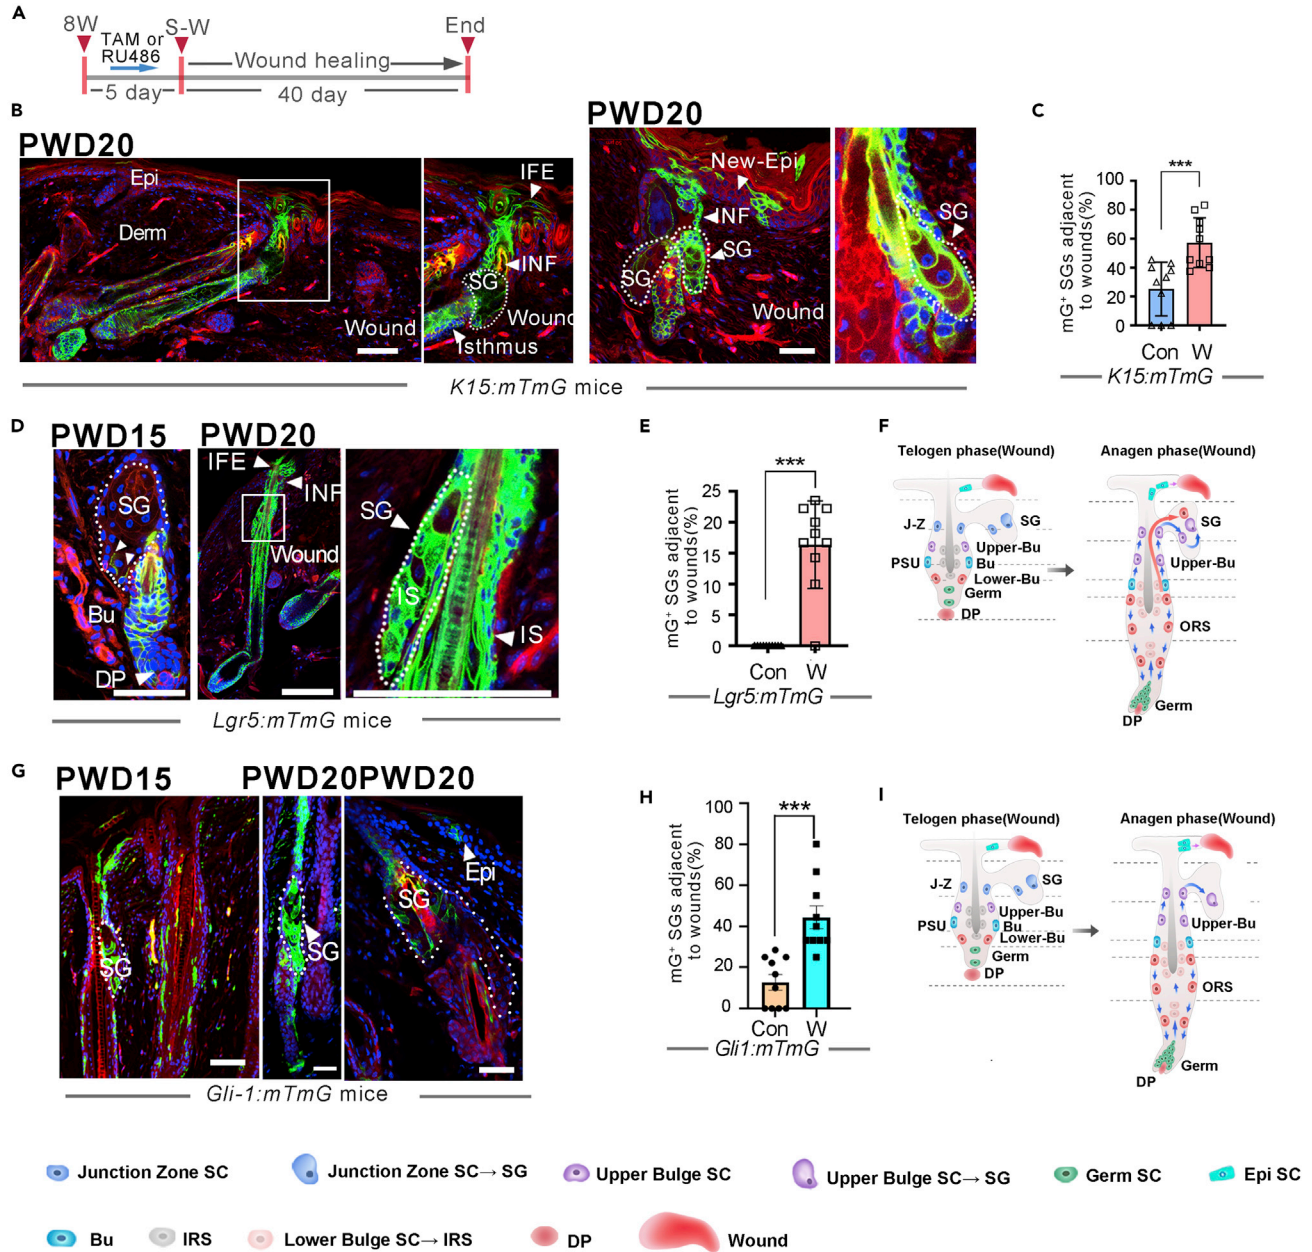 A
8W
TAM or
RU486
S-W
End
Wound healing
5 day
40 day
B
PWD20
Epi
Derm
Wound
IFE
INF
SG
Wound
Isthmus
PWD20
New-Epi
INF
SG
SG
Wound
SG
K15:mTmG mice
C
mG+ SGs adjacent
to wounds(%)
100
80
60
40
20
0
***
Con W
K15:mTmG
D
PWD15
SG
Bu
DP
PWD20
IFE
INF
Wound
SG
IS
IS
Lgr5:mTmG mice
E
mG+ SGs adjacent
to wounds(%)
25
20
15
10
5
0
***
Con W
Lgr5:mTmG
F
Telogen phase(Wound)
J-Z
SG
Upper-Bu
PSU
Bu
Lower-Bu
Germ
DP
Anagen phase(Wound)
SG
Upper-Bu
ORS
Germ
DP
G
PWD15
SG
PWD20
SG
PWD20
Epi
SG
Gli-1:mTmG mice
H
mG+ SGs adjacent
to wounds(%)
100
80
60
40
20
0
***
Con W
Gli1:mTmG
I
Telogen phase(Wound)
J-Z
SG
Upper-Bu
PSU
Bu
Lower-Bu
Germ
DP
Anagen phase(Wound)
SG
Upper-Bu
ORS
Germ
DP
Junction Zone SC
Junction Zone SC→ SG
Upper Bulge SC
Upper Bulge SC→ SG
Germ SC
Epi SC
Bu
IRS
Lower Bulge SC→ IRS
DP
Wound